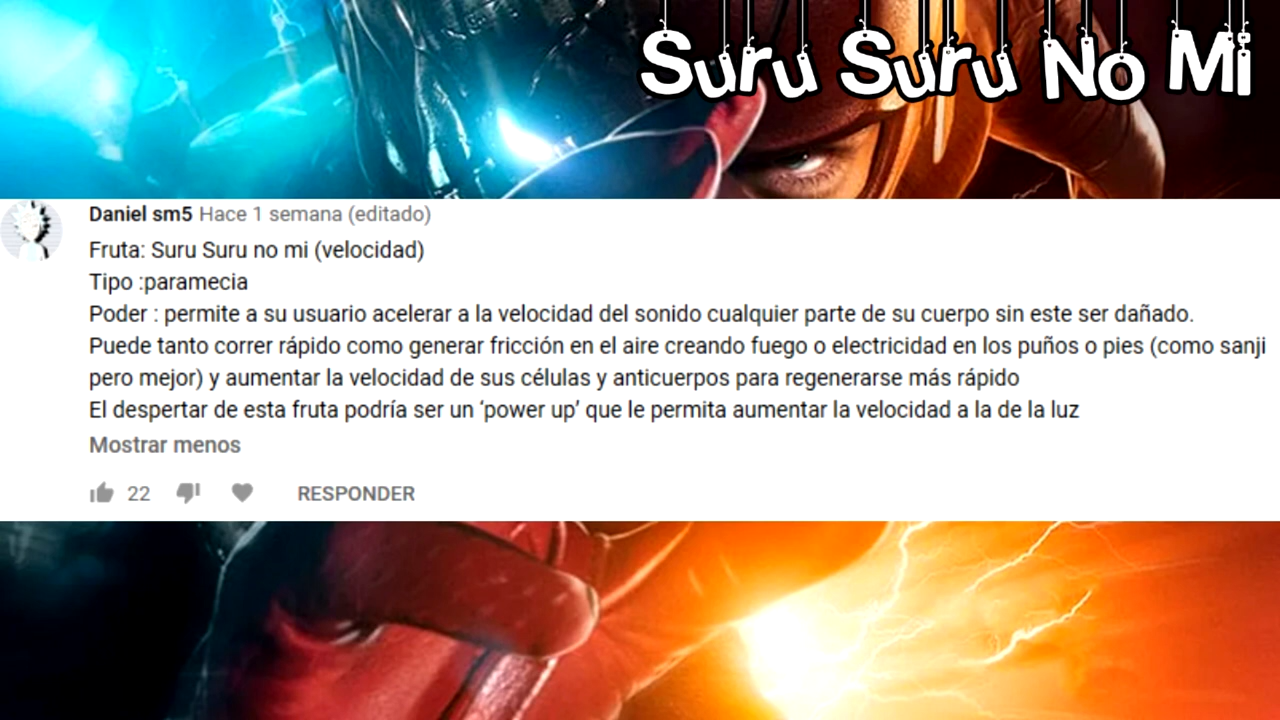 Suru Suru No Mi
Daniel sm5 Hace 1 semana (editado)
Fruta: Suru Suru no mi (velocidad)
Tipo :paramecia
Poder : permite a su usuario acelerar a la velocidad del sonido cualquier parte de su cuerpo sin este ser dañado.
Puede tanto correr rápido como generar fricción en el aire creando fuego o electricidad en los puños o pies (como sanji
pero mejor) y aumentar la velocidad de sus células y anticuerpos para regenerarse más rápido
El despertar de esta fruta podría ser un ‘power up’ que le permita aumentar la velocidad a la de la luz
Mostrar menos
22 RESPONDER